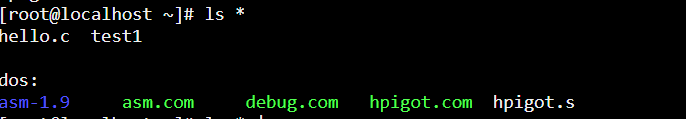 [root@localhost ~]# ls *
hello.c  test1
dos:
asm-1.9  asm.com  debug.com  hpigot.com  hpigot.s